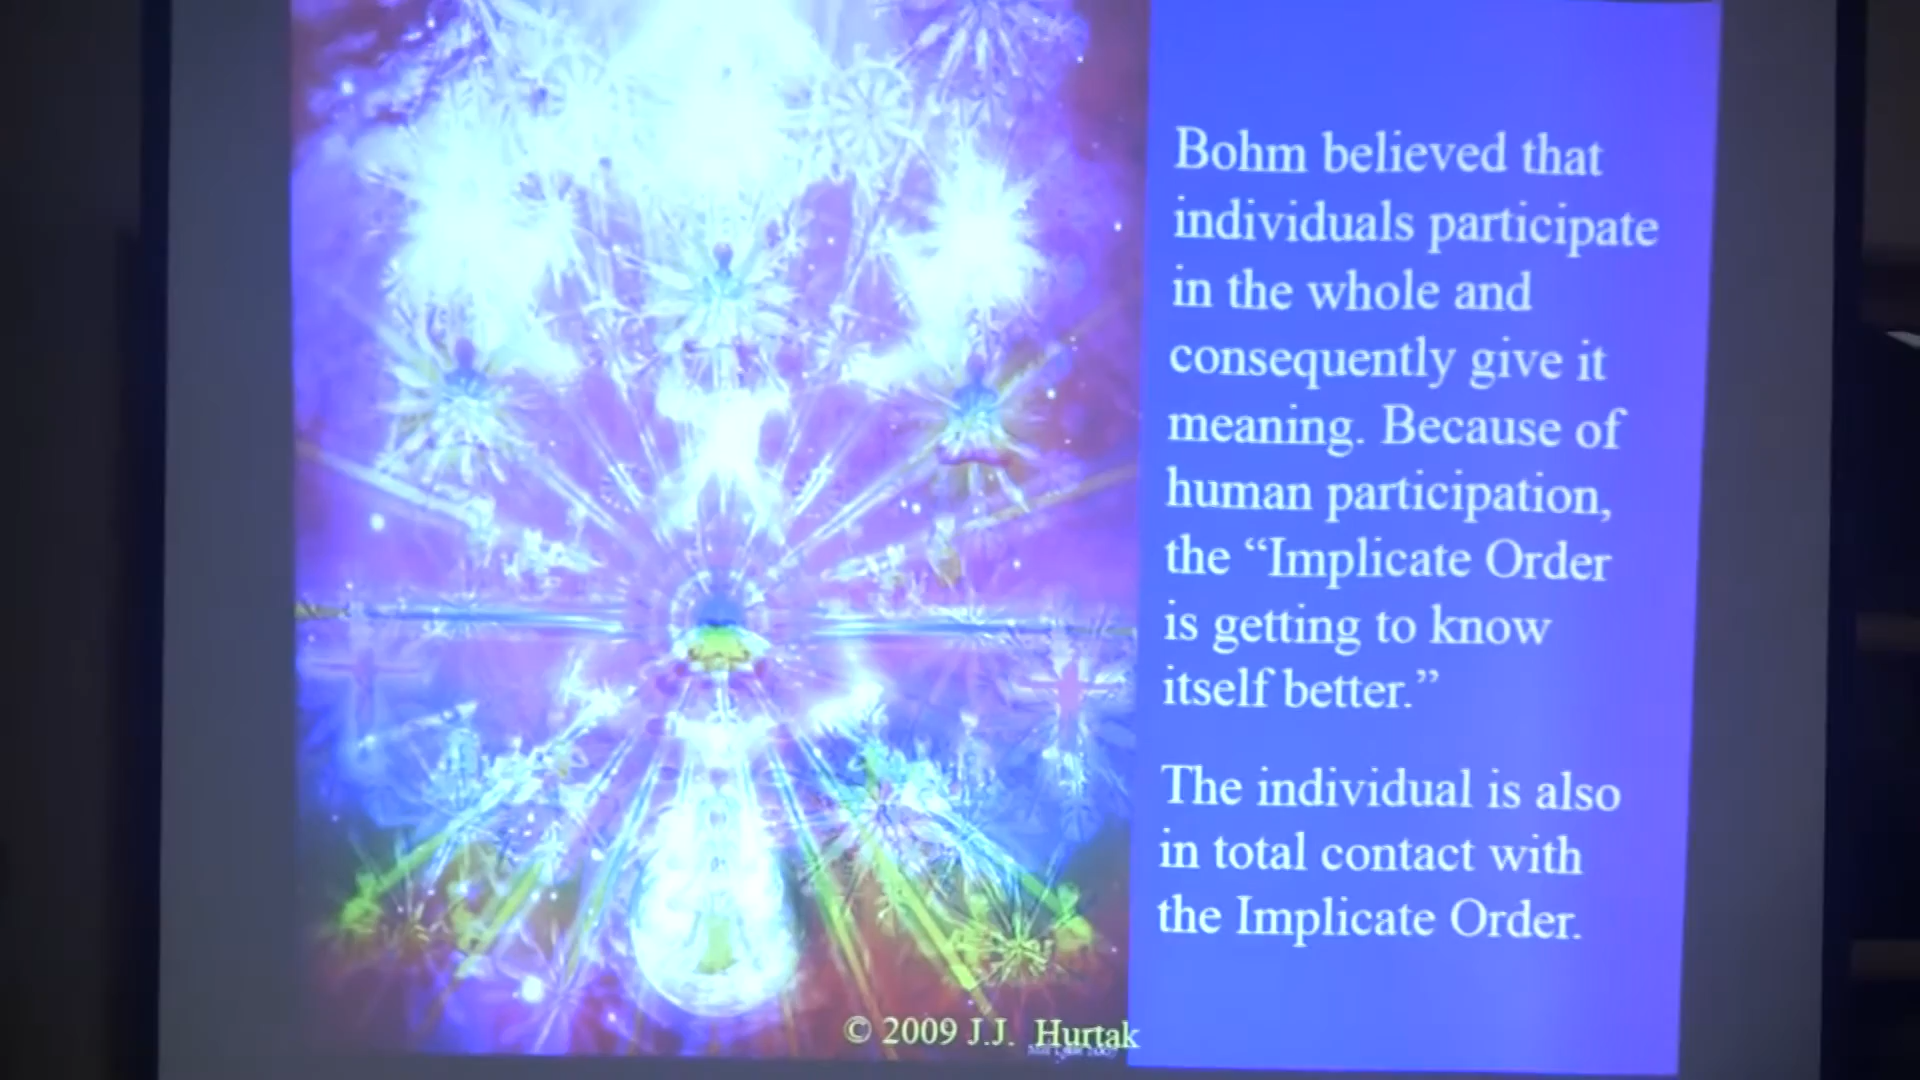 Bohm believed that
individuals participate
in the whole and
consequently give it
meaning. Because of
human participation,
the “Implicate Order
is getting to know
itself better.”
The individual is also
in total contact with
the Implicate Order.
© 2009 J.J. Hurtak